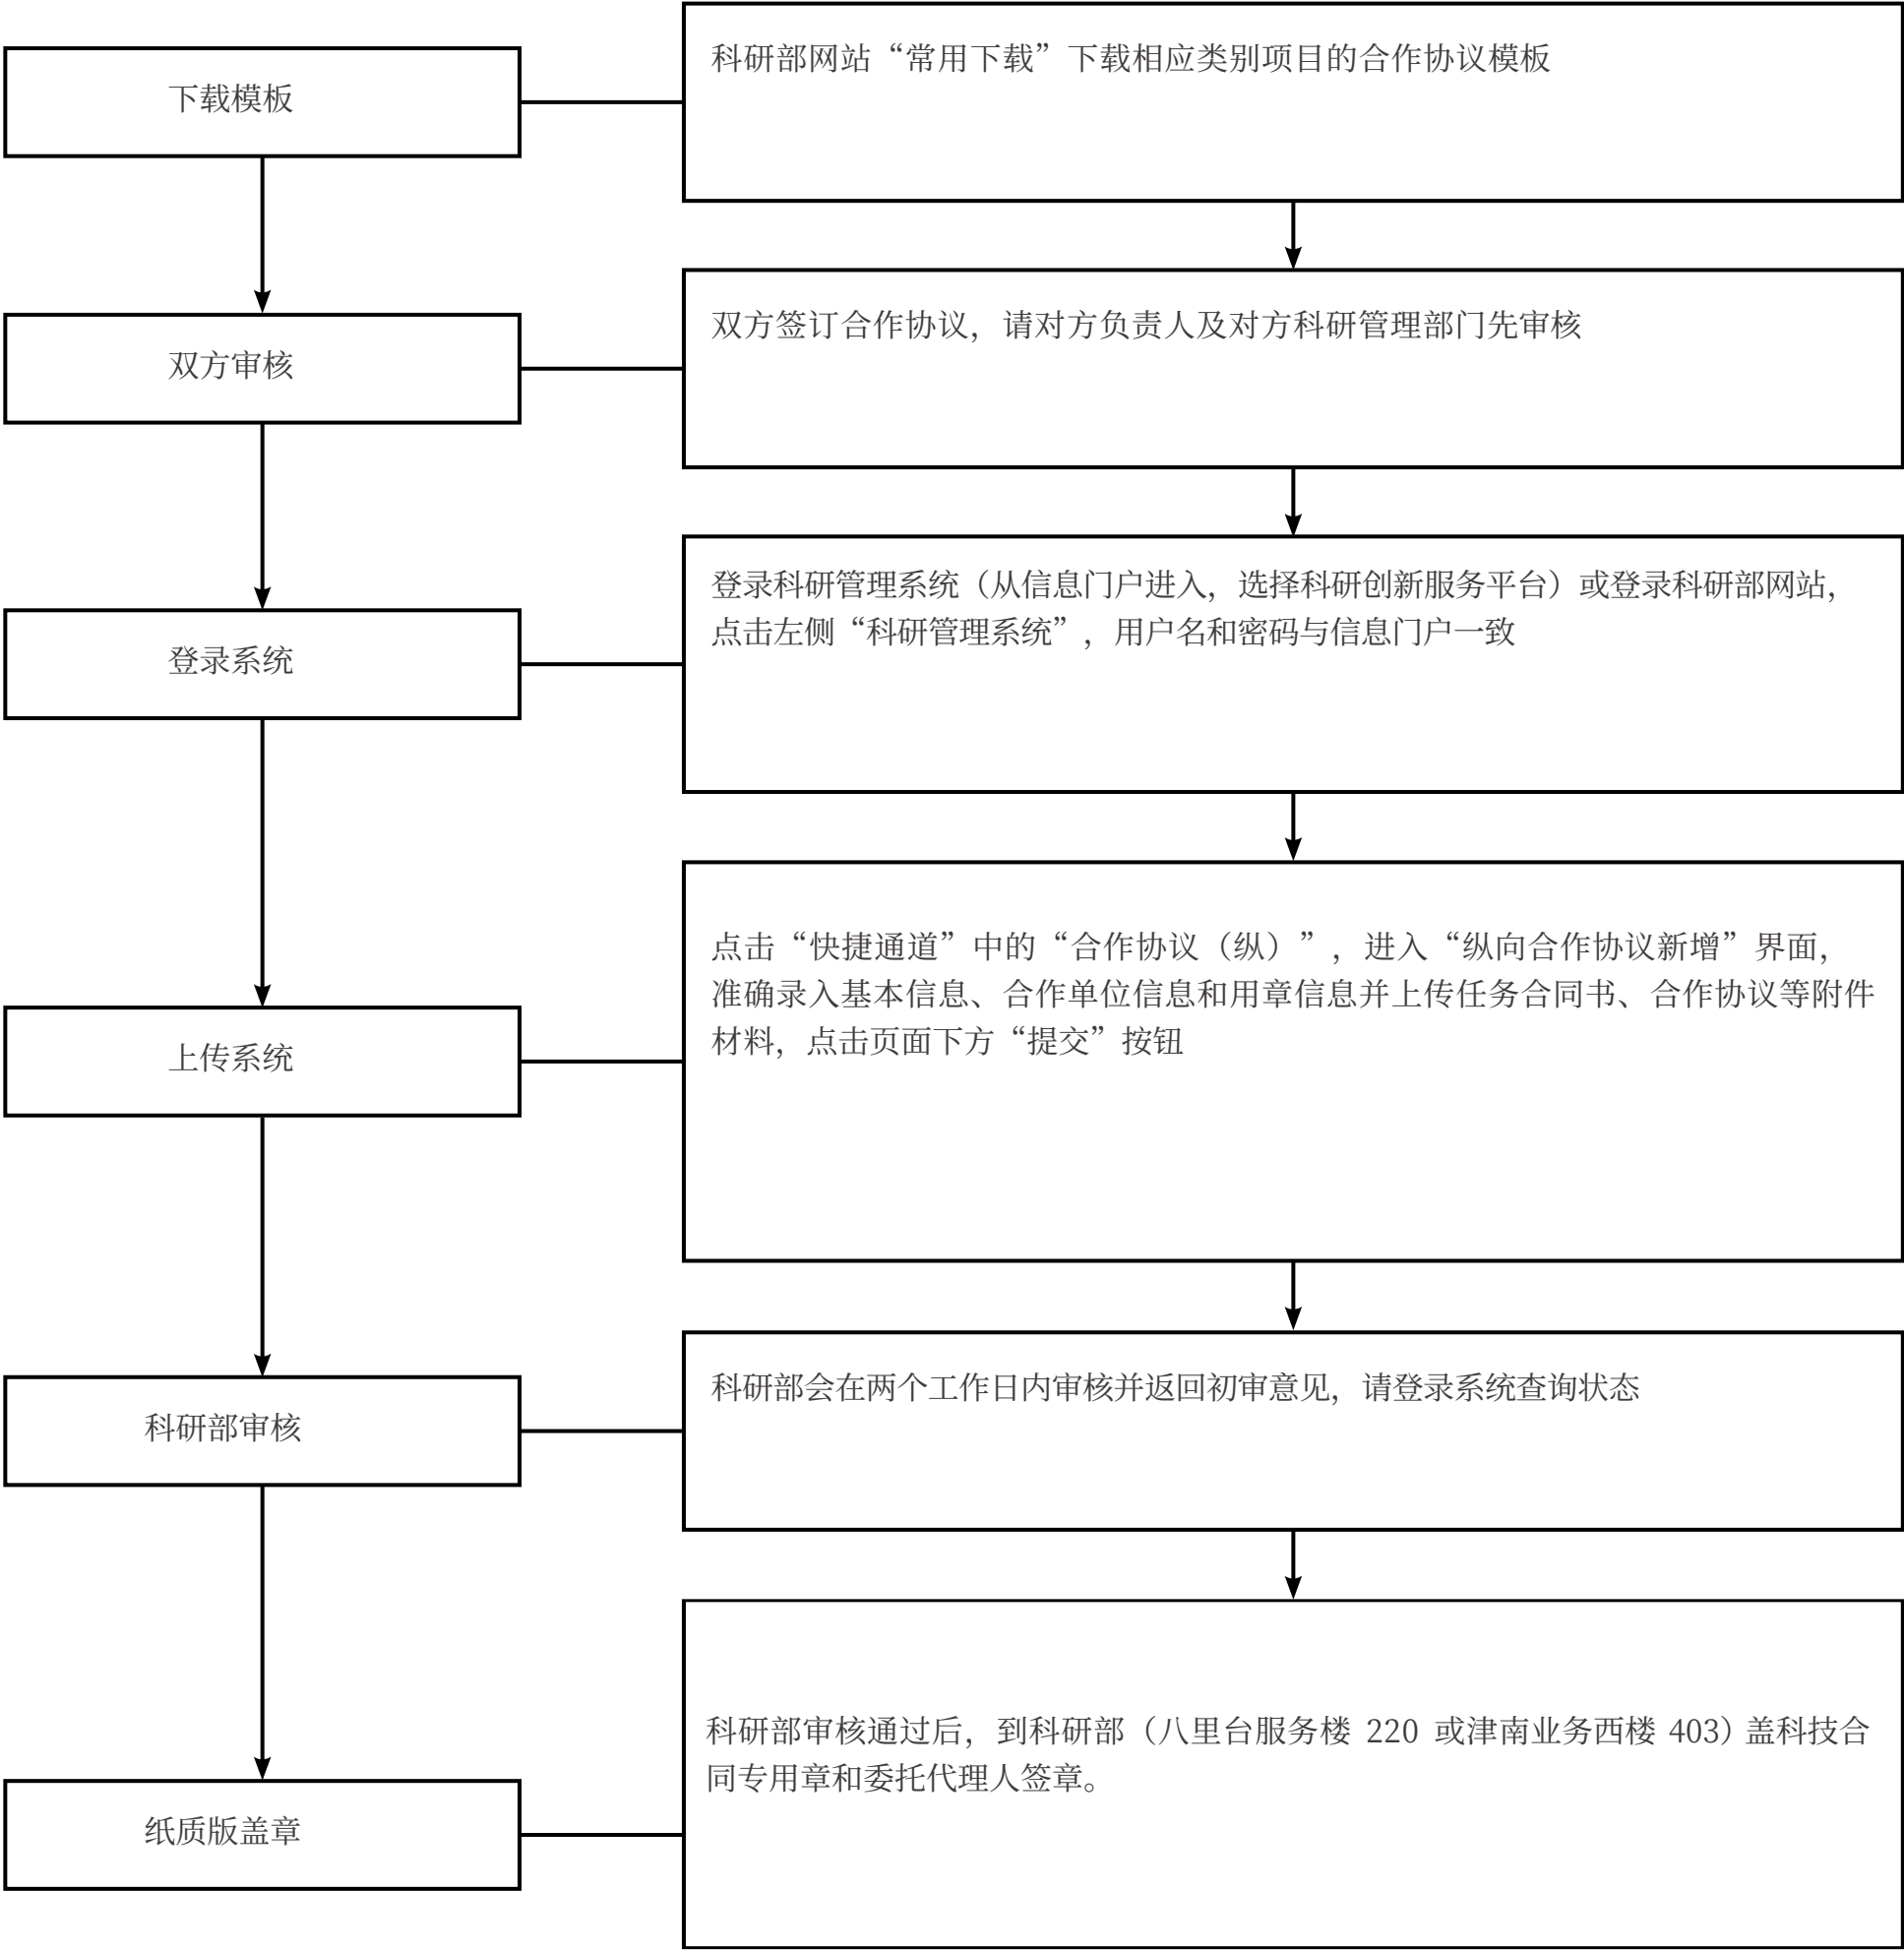 下载模板
科研部网站“常用下载”下载相应类别项目的合作协议模板
双方审核
双方签订合作协议，请对方负责人及对方科研管理部门先审核
登录系统
登录科研管理系统（从信息门户进入，选择科研创新服务平台）或登录科研部网站，
点击左侧“科研管理系统”，用户名和密码与信息门户一致
上传系统
点击“快捷通道”中的“合作协议（纵）”，进入“纵向合作协议新增”界面，
准确录入基本信息、合作单位信息和用章信息并上传任务合同书、合作协议等附件
材料，点击页面下方“提交”按钮
科研部审核
科研部会在两个工作日内审核并返回初审意见，请登录系统查询状态
纸质版盖章
科研部审核通过后，到科研部（八里台服务楼 220 或津南业务西楼 403）盖科技合
同专用章和委托代理人签章。